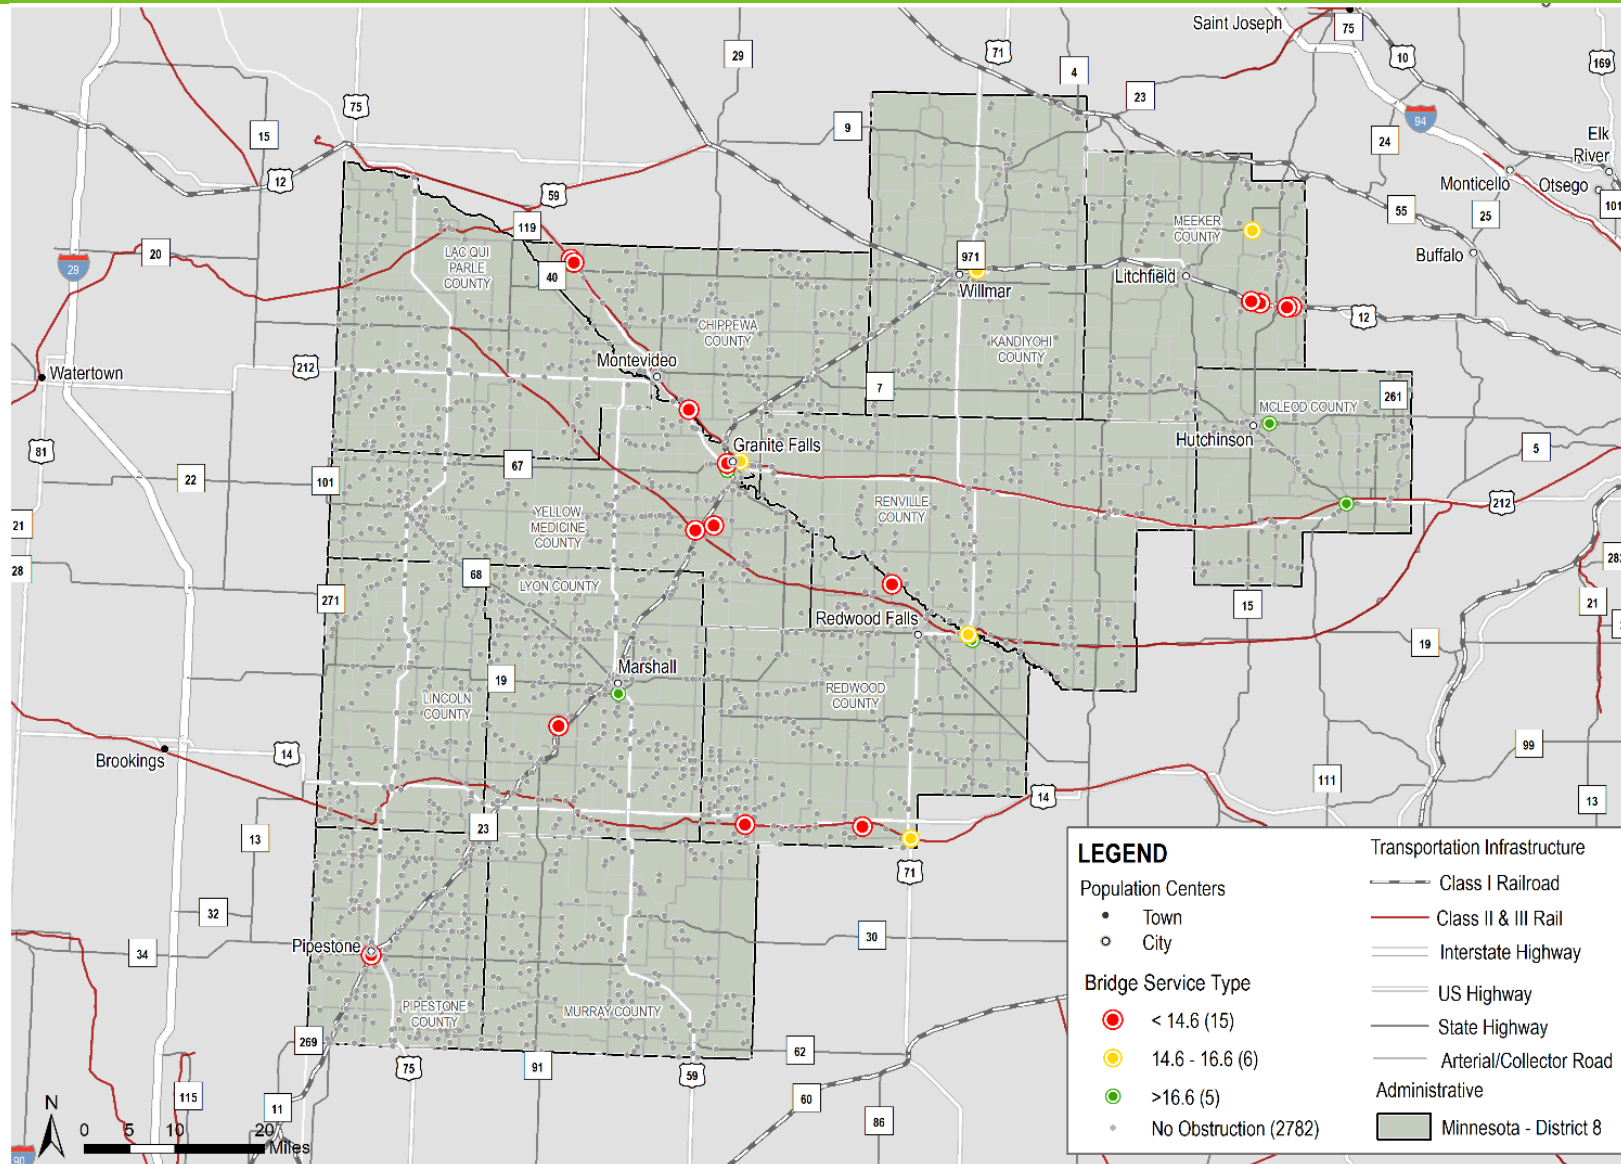 Saint Joseph
75
10
169
71
29
4
23
94
75
15
9
24
Elk
River
12
59
Monticello
Otsego
101
55
25
MEEKER
COUNTY
119
20
29
LAC QUI
PARLE
COUNTY
971
Buffalo
40
Litchfield
Willmar
12
CHIPPEWA
COUNTY
KANDIYOHI
COUNTY
Montevideo
212
Watertown
7
261
MCLEOD COUNTY
Hutchinson
81
Granite Falls
5
67
22
101
RENVILLE
COUNTY
212
YELLOW
MEDICINE
COUNTY
21
28
68
LYON COUNTY
271
15
21
Redwood Falls
19
Marshall
19
LINCOLN
COUNTY
REDWOOD
COUNTY
14
Brookings
99
111
14
13
23
13
71
32
30
34
Pipestone
PIPESTONE
COUNTY
MURRAY COUNTY
269
62
75
91
59
115
11
60
86
90
N
0 5 10 20
Miles
LEGEND
Population Centers
Town
City
Bridge Service Type
< 14.6 (15)
14.6 - 16.6 (6)
>16.6 (5)
No Obstruction (2782)
Transportation Infrastructure
Class I Railroad
Class II & III Rail
Interstate Highway
US Highway
State Highway
Arterial/Collector Road
Administrative
Minnesota - District 8